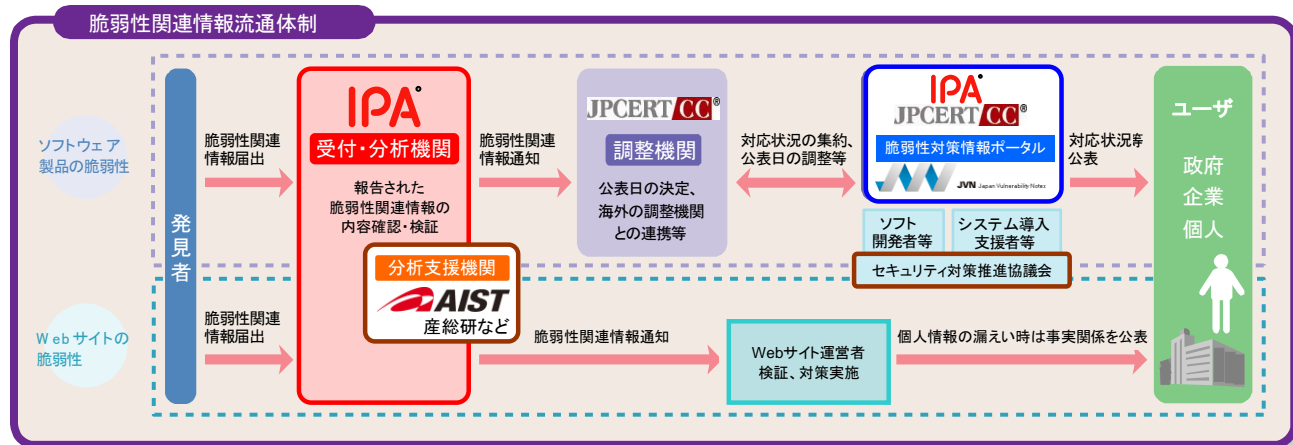 脆弱性関連情報流通体制
ソフトウェア
製品の脆弱性
発見者
脆弱性関連
情報届出
IPA
受付・分析機関
報告された
脆弱性関連情報の
内容確認・検証
分析支援機関
AIST
産総研など
脆弱性関連
情報通知
JPCERT CC®
調整機関
公表日の決定、
海外の調整機関
との連携等
対応状況の集約、
公表日の調整等
IPA
JPCERT CC®
脆弱性対策情報ポータル
JVN Japan Vulnerability Notes
ソフト
開発者等
システム導入
支援者等
セキュリティ対策推進協議会
対応状況等
公表
ユーザ
政府
企業
個人
Webサイトの
脆弱性
脆弱性関連
情報届出
脆弱性関連情報通知
Webサイト運営者
検証、対策実施
個人情報の漏えい時は事実関係を公表